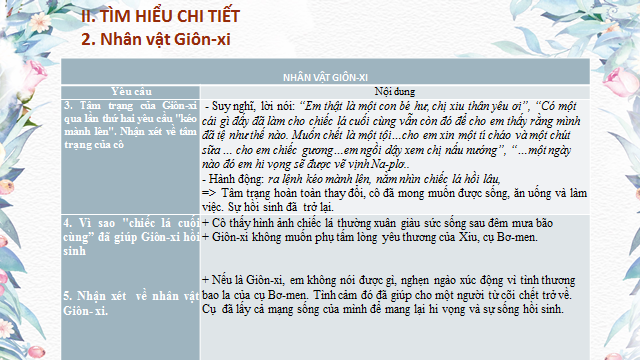 II. TÌM HIỂU CHI TIẾT
2. Nhân vật Giôn-xi
NHÂN VẬT GIÔN-XI
Yêu cầu
Nội dung
3. Tâm trạng của Giôn-xi
qua lần thứ hai yêu cầu "kéo
mành lên". Nhận xét về tâm
trạng của cô
- Suy nghĩ, lời nói: “Em thật là một con bé hư, chị xiu thân yêu ơi”, “Có một
cái gì đấy đã làm cho chiếc lá cuối cùng vẫn còn đó để cho em thấy rằng mình
đã tệ như thế nào. Muốn chết là một tội…cho em xin một tí cháo và một chút
sữa … cho em chiếc gương…em ngồi dậy xem chị nấu nướng”, “…một ngày
nào đó em hi vọng sẽ được vẽ vịnh Na-plơ..
- Hành động: ra lệnh kéo mành lên, nằm nhìn chiếc lá hồi lâu,
=> Tâm trạng hoàn toàn thay đổi, cô đã mong muốn được sống, ăn uống và làm
việc. Sự hồi sinh đã trở lại.
4. Vì sao "chiếc lá cuối
cùng” đã giúp Giôn-xi hồi
sinh
+ Cô thấy hình ảnh chiếc lá thường xuân giàu sức sống sau đêm mưa bão
+ Giôn-xi không muốn phụ tấm lòng yêu thương của Xiu, cụ Bơ-men.
5. Nhận xét về nhân vật
Giôn- xi.
+ Nếu là Giôn-xi, em không nói được gì, nghẹn ngào xúc động vì tình thương
bao la của cụ Bơ-men. Tình cảm đó đã giúp cho một người từ cõi chết trở về.
Cụ đã lấy cả mạng sống của mình để mang lại hi vọng và sự sống hồi sinh.